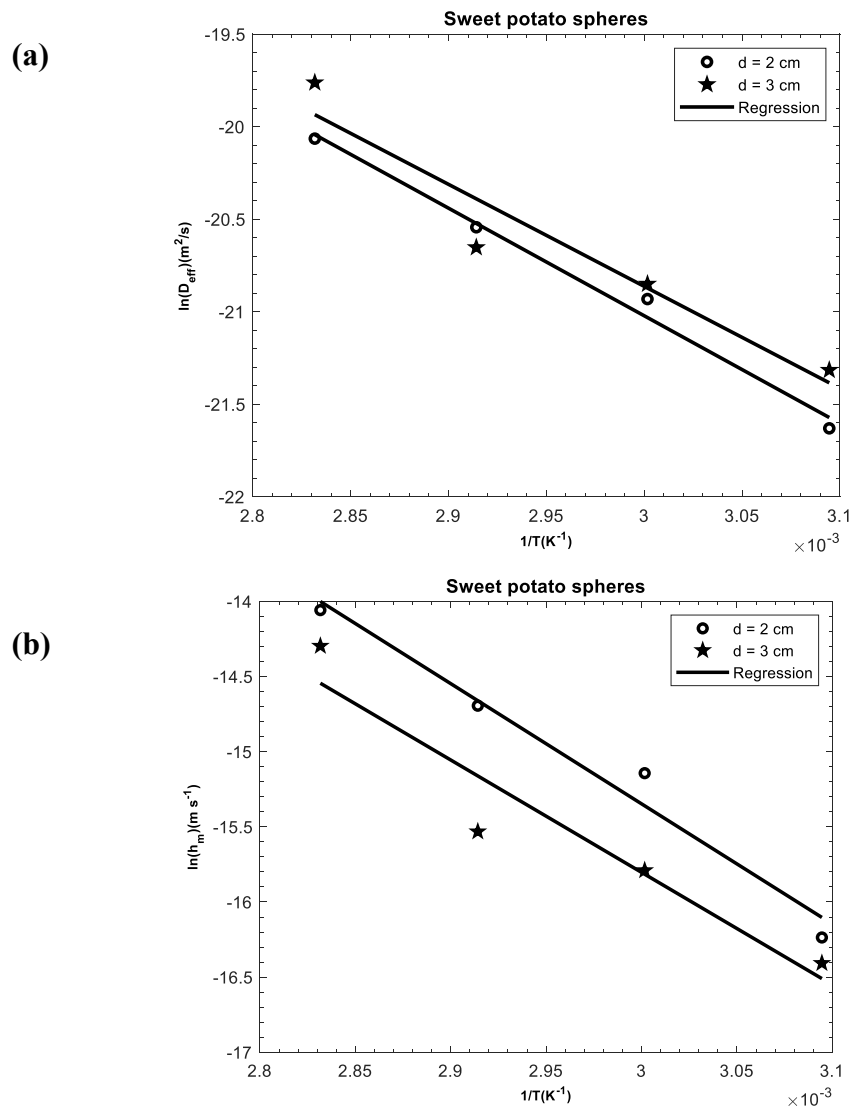 (a)
Sweet potato spheres
-19.5
-20
-20.5
-21
-21.5
-22
ln(D_eff)(m²/s)
d = 2 cm
d = 3 cm
Regression
2.8 2.85 2.9 2.95 3 3.05 3.1
1/T(K⁻¹)
×10⁻³
(b)
Sweet potato spheres
-14
-14.5
-15
-15.5
-16
-16.5
-17
ln(h_m)(m s⁻¹)
d = 2 cm
d = 3 cm
Regression
2.8 2.85 2.9 2.95 3 3.05 3.1
1/T(K⁻¹)
×10⁻³